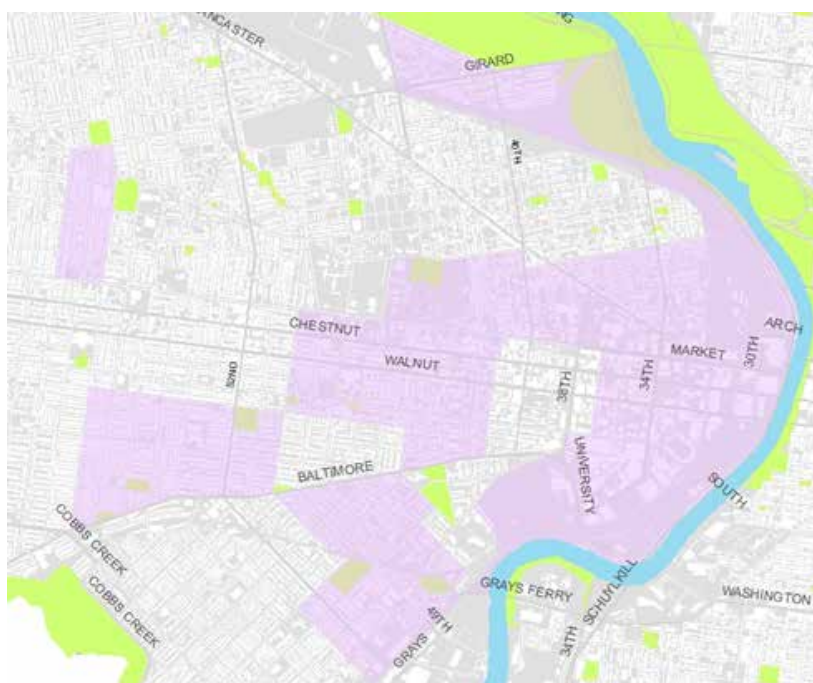 LANCASTER
GIRARD
40TH
ARCH
CHESTNUT
MARKET
30TH
WALNUT
52ND
38TH
34TH
UNIVERSITY
BALTIMORE
SOUTH
COBBS CREEK
COBBS CREEK
GRAYS FERRY
SCHUYLKILL
WASHINGTON
49TH
GRAYS
34TH